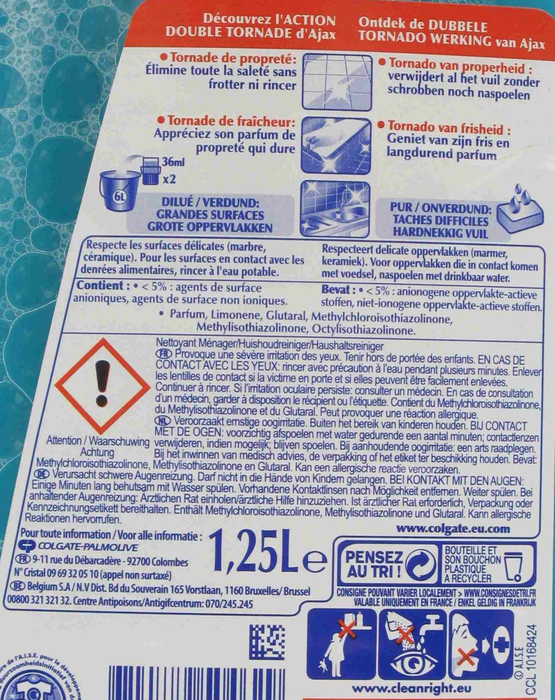 Découvrez l'ACTION
DOUBLE TORNADE d'Ajax
Ontdek de DUBBELE
TORNADO WERKING van Ajax
• Tornade de propreté:
Élimine toute la saleté sans
frotter ni rincer
• Tornado van properheid :
verwijdert al het vuil zonder
schrobben noch naspoelen
• Tornade de fraîcheur:
Appréciez son parfum de
propreté qui dure
• Tornado van frisheid :
Geniet van zijn fris en
langdurend parfum
36ml
x2
6L
DILUÉ / VERDUND:
GRANDES SURFACES
GROTE OPPERVLAKKEN
PUR / ONVERDUND:
TACHES DIFFICILES
HARDNEKKIG VUIL
Respecte les surfaces délicates (marbre,
céramique). Pour les surfaces en contact avec les
denrées alimentaires, rincer à l'eau potable.
Respecteert delicate oppervlakken (marmer,
keramiek). Voor oppervlakken die in contact komen
met voedsel, naspoelen met drinkbaar water.
Contient : • < 5% : agents de surface
anioniques, agents de surface non ioniques.
Bevat : • < 5% : anionogene oppervlakte-actieve
stoffen, niet-ionogene oppervlakte-actieve stoffen.
• Parfum, Limonene, Glutaral, Methylchloroisothiazolinone,
Methylisothiazolinone, Octylisothiazolinone.
Nettoyant Ménager/Huishoudreiniger/Haushaltsreiniger
FR Provoque une sévère irritation des yeux. Tenir hors de portée des enfants. EN CAS DE
CONTACT AVEC LES YEUX: rincer avec précaution à l'eau pendant plusieurs minutes. Enlever
les lentilles de contact si la victime en porte et si elles peuvent être facilement enlevées.
Continuer à rincer. Si l'irritation oculaire persiste: consulter un médecin. En cas de consultation
d'un médecin, garder à disposition le récipient ou l'étiquette. Contient du Methylchloroisothiazolinone,
du Methylisothiazolinone et du Glutaral. Peut provoquer une réaction allergique.
NL Veroorzaakt ernstige oogirritatie. Buiten het bereik van kinderen houden. BIJ CONTACT
MET DE OGEN: voorzichtig afspoelen met water gedurende een aantal minuten; contactlenzen
Attention / Waarschuwing verwijderen, indien mogelijk; blijven spoelen. Bij aanhoudende oogirritatie: een arts raadplegen.
Achtung Bij het inwinnen van medisch advies, de verpakking of het etiket ter beschikking houden. Bevat:
Methylchloroisothiazolinone, Methylisothiazolinone en Glutaral. Kan een allergische reactie veroorzaken.
DE Verursacht schwere Augenreizung. Darf nicht in die Hände von Kindern gelangen. BEI KONTAKT MIT DEN AUGEN:
Einige Minuten lang behutsam mit Wasser spülen. Vorhandene Kontaktlinsen nach Möglichkeit entfernen. Weiter spülen. Bei
anhaltender Augenreizung: Ärztlichen Rat einholen/ärztliche Hilfe hinzuziehen. Ist ärztlicher Rat erforderlich, Verpackung oder
Kennzeichnungsetikett bereithalten. Enthält Methylchloroisothiazolinone, Methylisothiazolinone und Glutaral. Kann allergische
Reaktionen hervorrufen.
www.colgate.eu.com
Pour toute information / Voor alle informatie :
COLGATE-PALMOLIVE
FR 9-11 rue du Débarcadère - 92700 Colombes
N° Cristal 09 69 32 05 10 (appel non surtaxé)
BE Belgium S.A / N.V Dist. Bd du Souverain 165 Vorstlaan, 1160 Bruxelles/ Brussel
00800 321 321 32. Centre Antipoisons/Antigifcentrum: 070/245.245
1,25L e
PENSEZ
AU TRI !
BOUTEILLE ET
SON BOUCHON
PLASTIQUE
À RECYCLER
CONSIGNE POUVANT VARIER LOCALEMENT > WWW.CONSIGNESDETRI.FR
VALABLE UNIQUEMENT EN FRANCE / ENKEL GELDIG IN FRANKRIJK
www.cleanright.eu
© A.I.S.E
CCL 10168424
de l'A.I.S.E. pour le